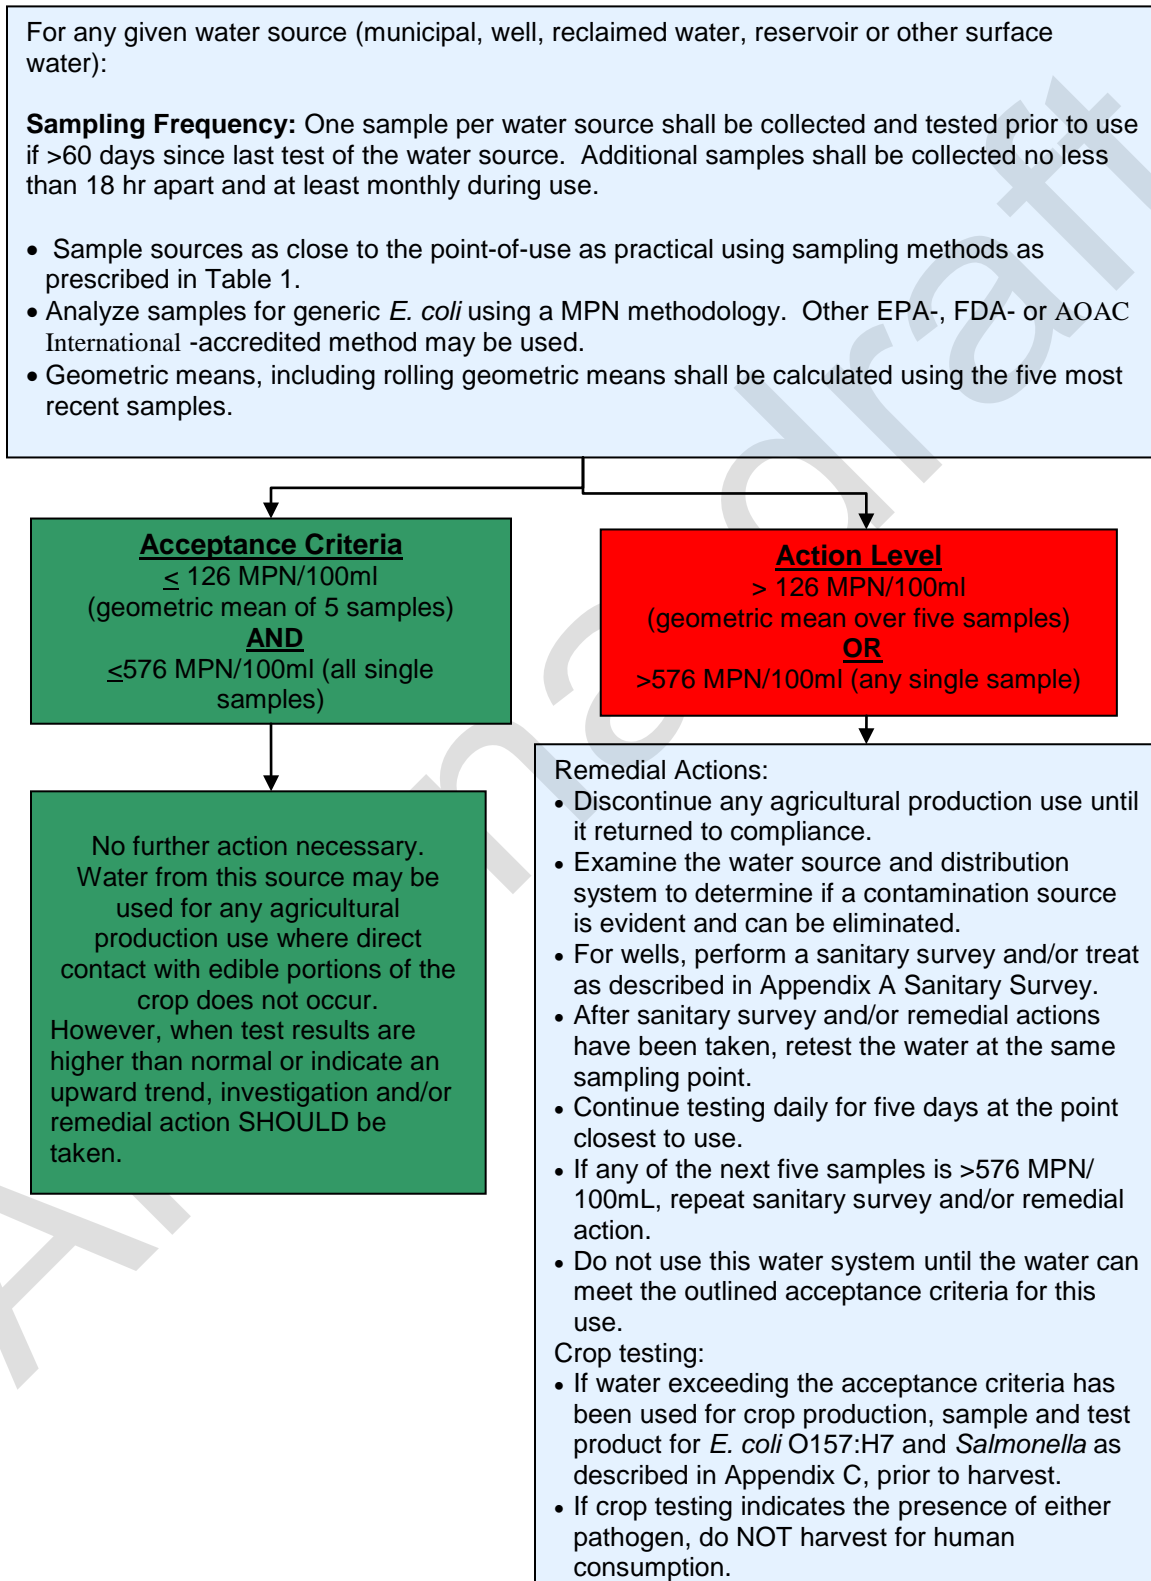 For any given water source (municipal, well, reclaimed water, reservoir or other surface
water):
Sampling Frequency: One sample per water source shall be collected and tested prior to use
if >60 days since last test of the water source. Additional samples shall be collected no less
than 18 hr apart and at least monthly during use.
• Sample sources as close to the point-of-use as practical using sampling methods as
prescribed in Table 1.
• Analyze samples for generic E. coli using a MPN methodology. Other EPA-, FDA- or AOAC
International -accredited method may be used.
• Geometric means, including rolling geometric means shall be calculated using the five most
recent samples.
Acceptance Criteria
≤ 126 MPN/100ml
(geometric mean of 5 samples)
AND
≤576 MPN/100ml (all single
samples)
Action Level
> 126 MPN/100ml
(geometric mean over five samples)
OR
>576 MPN/100ml (any single sample)
No further action necessary.
Water from this source may be
used for any agricultural
production use where direct
contact with edible portions of the
crop does not occur.
However, when test results are
higher than normal or indicate an
upward trend, investigation and/or
remedial action SHOULD be
taken.
Remedial Actions:
• Discontinue any agricultural production use until
it returned to compliance.
• Examine the water source and distribution
system to determine if a contamination source
is evident and can be eliminated.
• For wells, perform a sanitary survey and/or treat
as described in Appendix A Sanitary Survey.
• After sanitary survey and/or remedial actions
have been taken, retest the water at the same
sampling point.
• Continue testing daily for five days at the point
closest to use.
• If any of the next five samples is >576 MPN/
100mL, repeat sanitary survey and/or remedial
action.
• Do not use this water system until the water can
meet the outlined acceptance criteria for this
use.
Crop testing:
• If water exceeding the acceptance criteria has
been used for crop production, sample and test
product for E. coli O157:H7 and Salmonella as
described in Appendix C, prior to harvest.
• If crop testing indicates the presence of either
pathogen, do NOT harvest for human
consumption.
draft